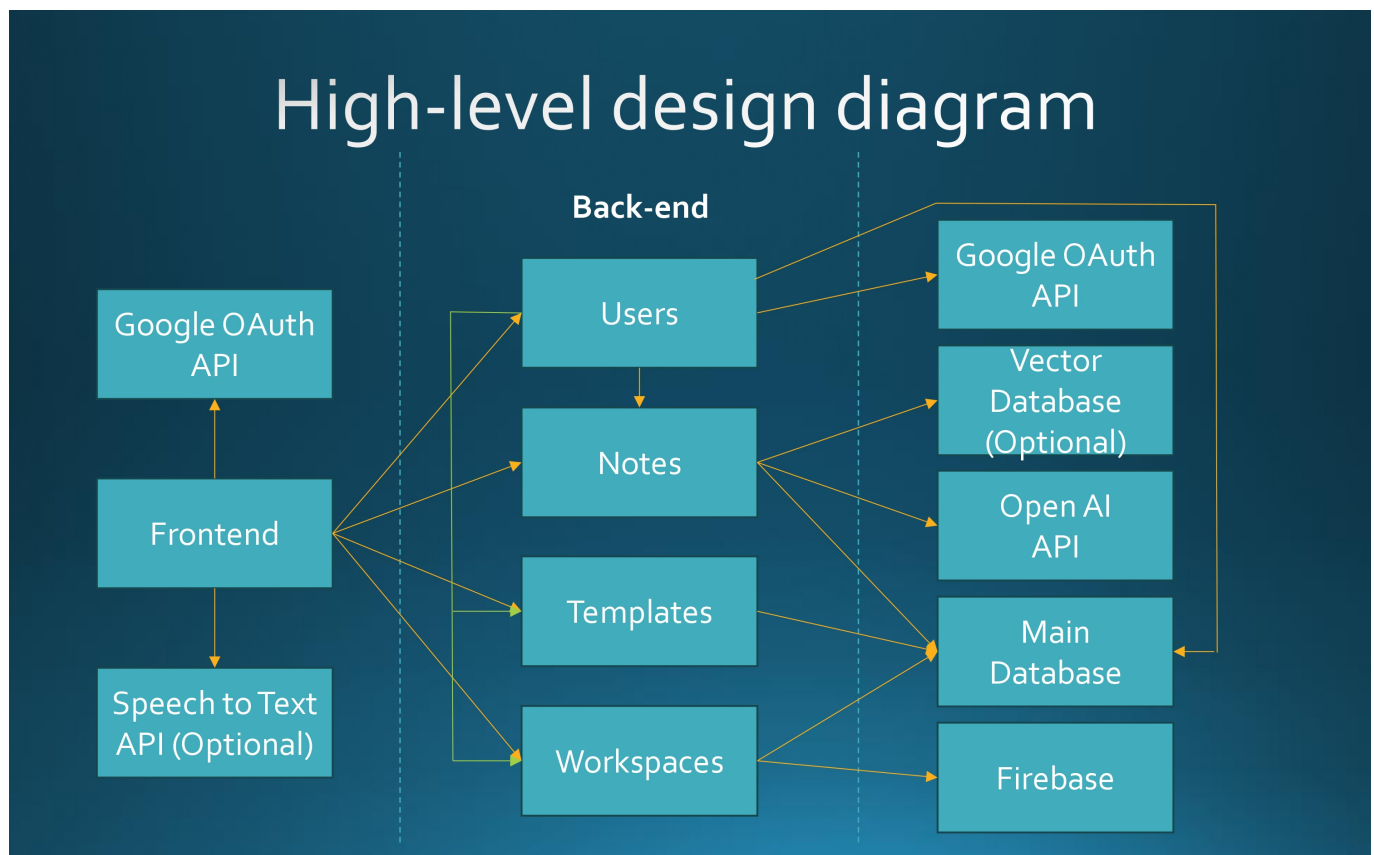 High-level design diagram
Back-end
Google OAuth
API
Frontend
Speech to Text
API (Optional)
Users
Notes
Templates
Workspaces
Google OAuth
API
Vector
Database
(Optional)
Open AI
API
Main
Database
Firebase